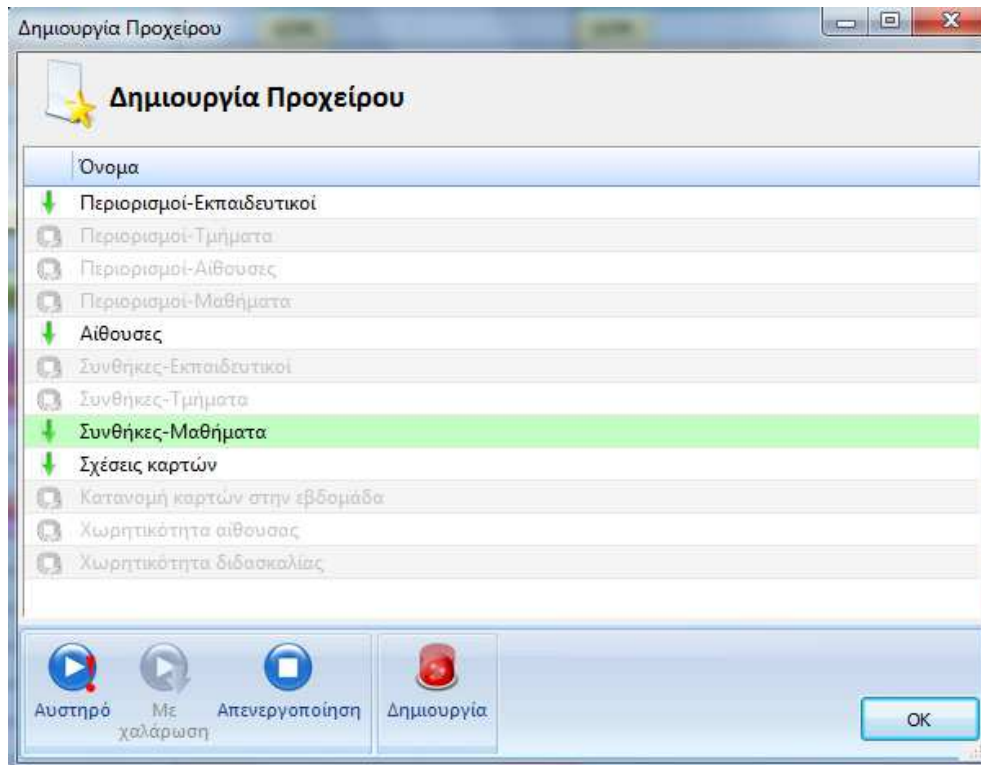 Δημιουργία Προχείρου
Δημιουργία Προχείρου
Όνομα
Περιορισμοί-Εκπαιδευτικοί
Περιορισμοί-Τμήματα
Περιορισμοί-Αίθουσες
Περιορισμοί-Μαθήματα
Αίθουσες
Συνθήκες-Εκπαιδευτικοί
Συνθήκες-Τμήματα
Συνθήκες-Μαθήματα
Σχέσεις καρτών
Κατανομή καρτών στην εβδομάδα
Χωρητικότητα αίθουσας
Χωρητικότητα διδασκαλίας
Αυστηρό
Με
χαλάρωση
Απενεργοποίηση
Δημιουργία
OK